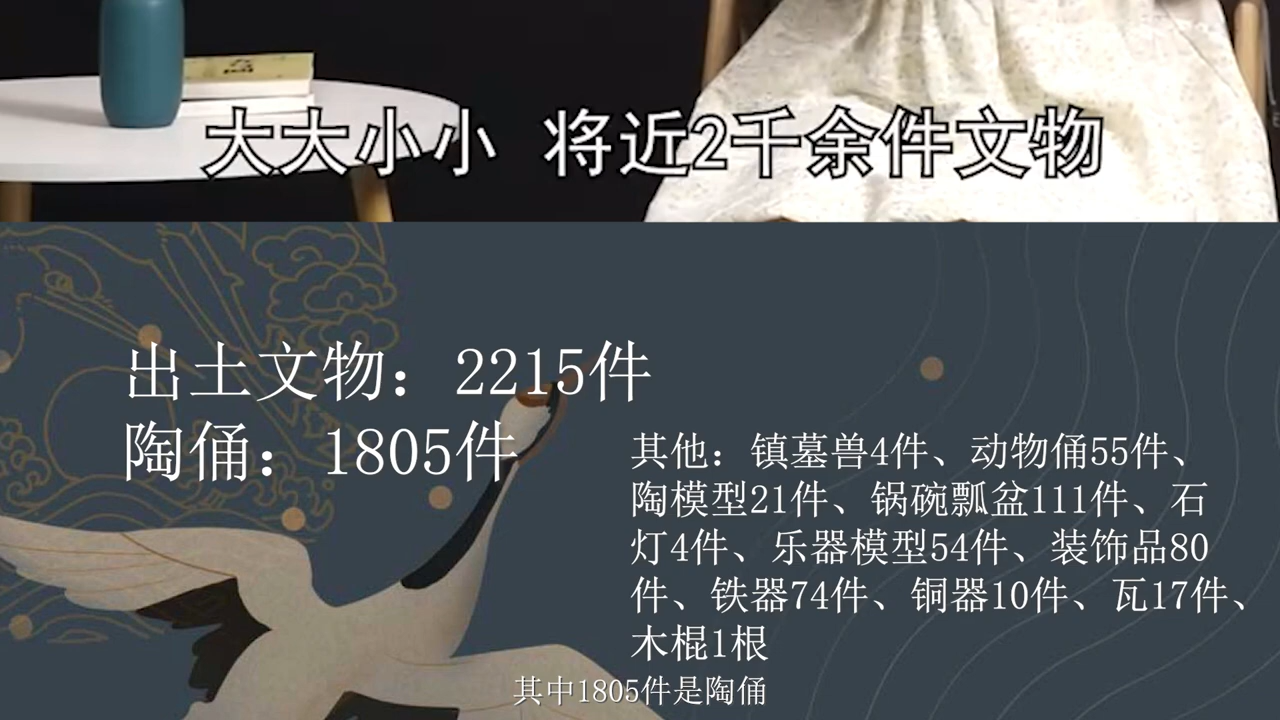 大大小小 将近2千余件文物
出土文物：2215件
陶俑：1805件
其他：镇墓兽4件、动物俑55件、
陶模型21件、锅碗瓢盆111件、石
灯4件、乐器模型54件、装饰品80
件、铁器74件、铜器10件、瓦17件、
木棍1根
其中1805件是陶俑